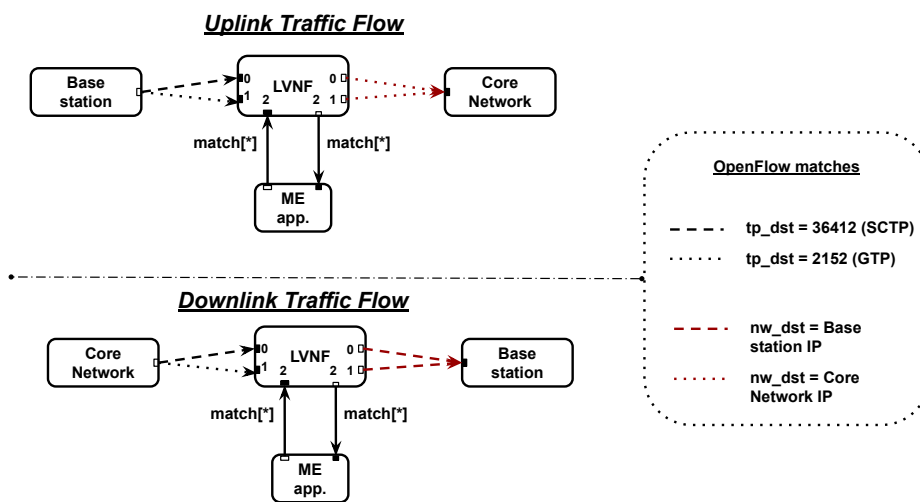 Uplink Traffic Flow
Base
station
LVNF
0
1
2
2
0
1
Core
Network
match[*]
match[*]
ME
app.
OpenFlow matches
tp_dst = 36412 (SCTP)
tp_dst = 2152 (GTP)
nw_dst = Base
station IP
nw_dst = Core
Network IP
Downlink Traffic Flow
Core
Network
LVNF
0
1
2
2
0
1
Base
station
match[*]
match[*]
ME
app.